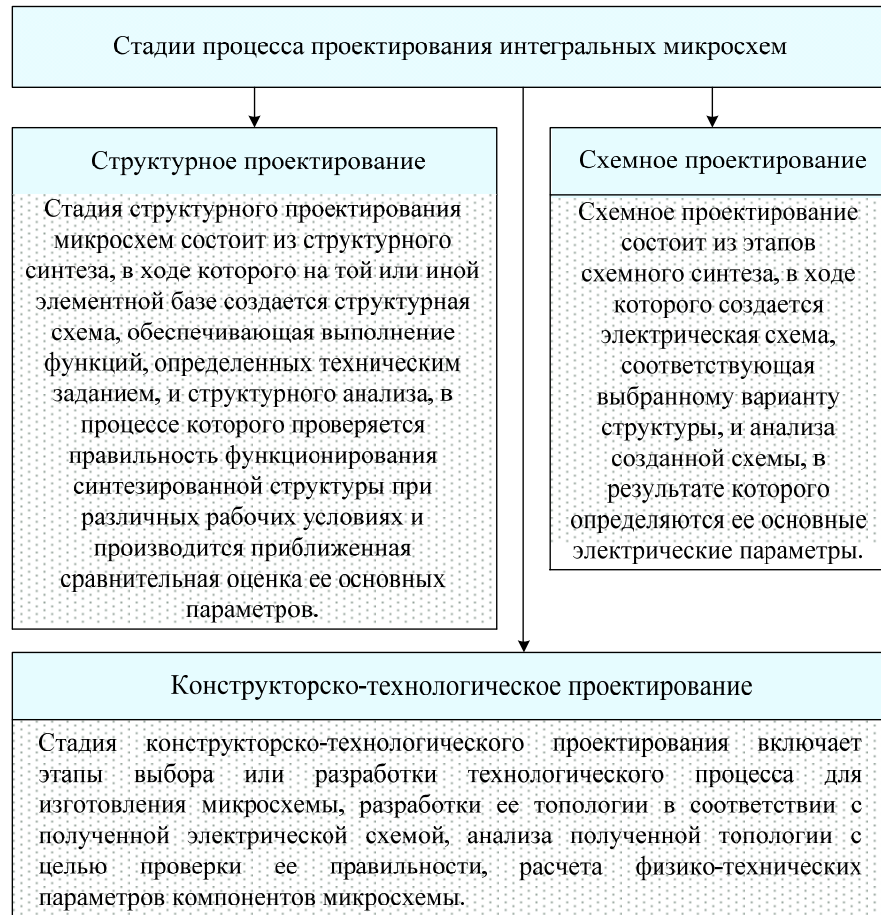 Стадии процесса проектирования интегральных микросхем
Структурное проектирование
Стадия структурного проектирования
микросхем состоит из структурного
синтеза, в ходе которого на той или иной
элементной базе создается структурная
схема, обеспечивающая выполнение
функций, определенных техническим
заданием, и структурного анализа, в
процессе которого проверяется
правильность функционирования
синтезированной структуры при
различных рабочих условиях и
производится приближенная
сравнительная оценка ее основных
параметров.
Схемное проектирование
Схемное проектирование
состоит из этапов
схемного синтеза, в ходе
которого создается
электрическая схема,
соответствующая
выбранному варианту
структуры, и анализа
созданной схемы, в
результате которого
определяются ее основные
электрические параметры.
Конструкторско-технологическое проектирование
Стадия конструкторско-технологического проектирования включает
этапы выбора или разработки технологического процесса для
изготовления микросхемы, разработки ее топологии в соответствии с
полученной электрической схемой, анализа полученной топологии с
целью проверки ее правильности, расчета физико-технических
параметров компонентов микросхемы.